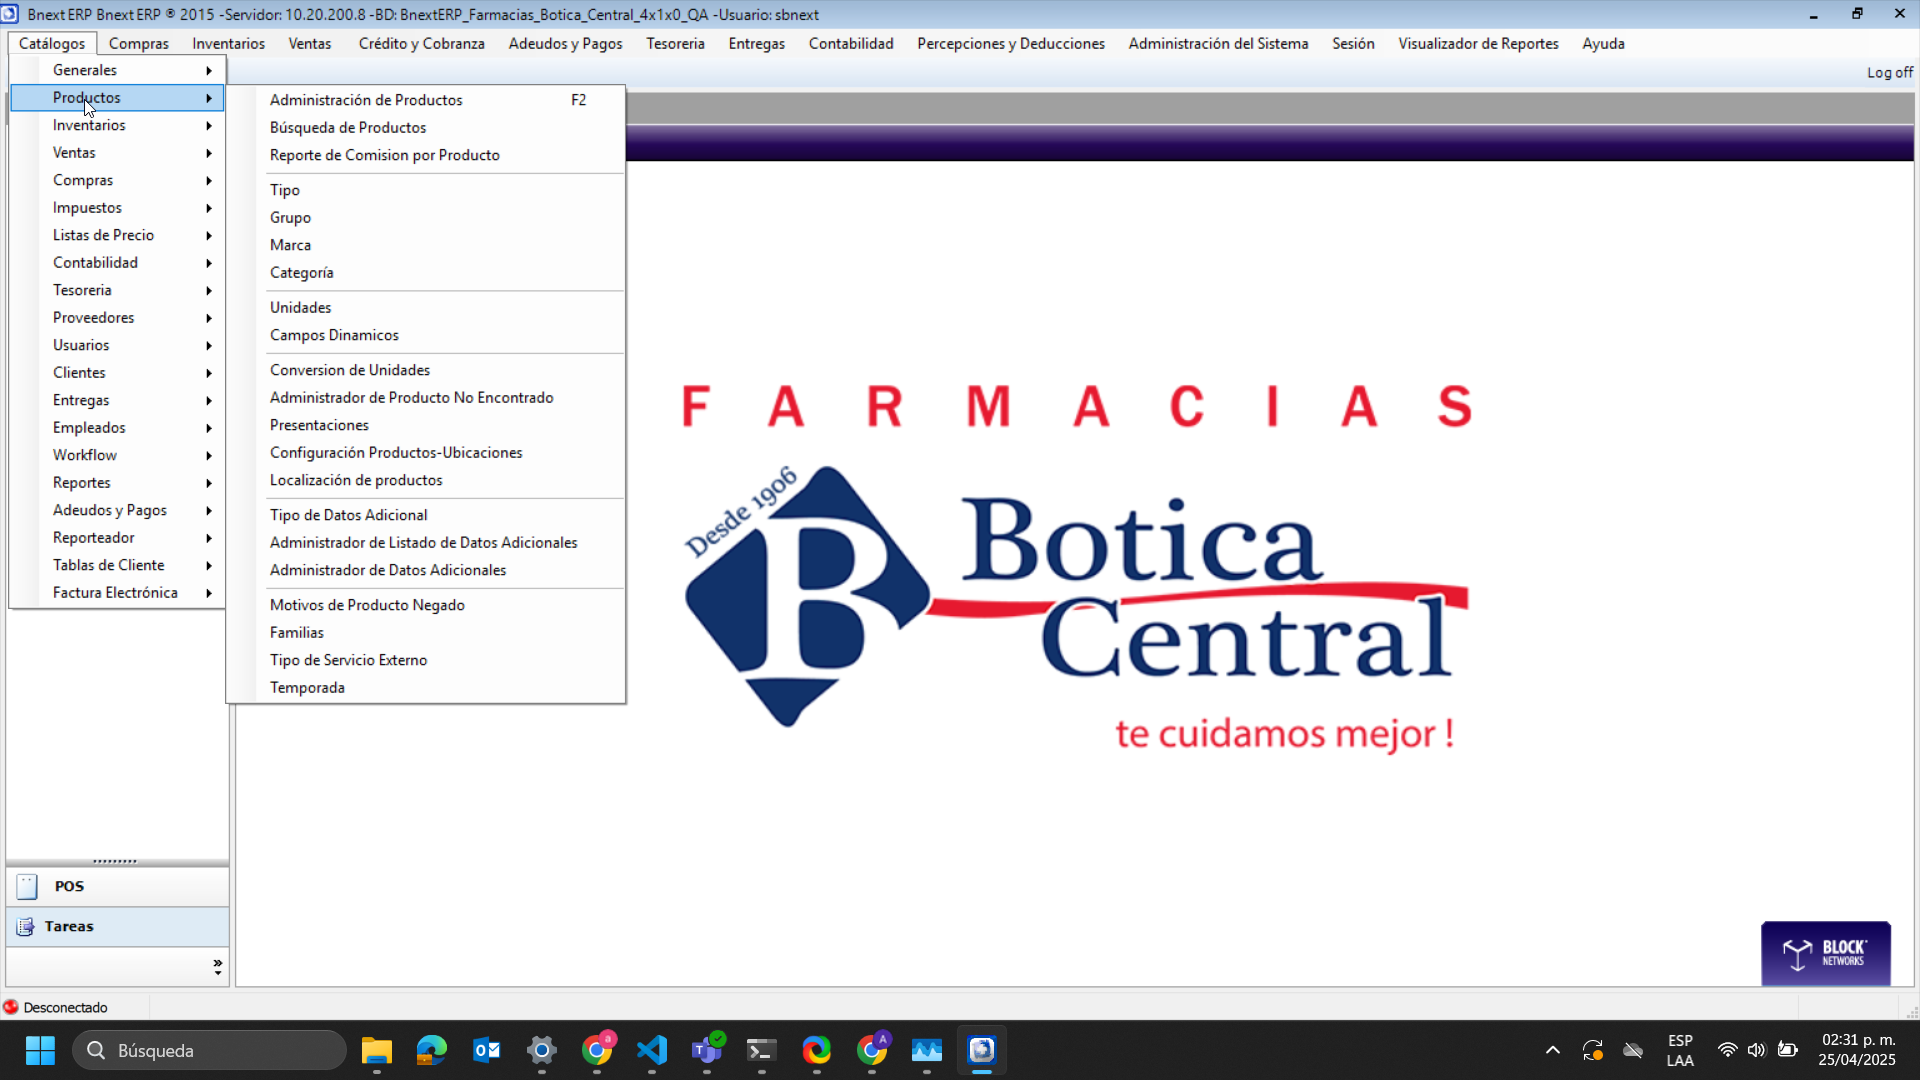 Bnext ERP Bnext ERP ® 2015 -Servidor: 10.20.200.8 -BD: BnextERP_Farmacias_Botica_Central_4x1x0_QA -Usuario: sbnext
Catálogos Compras Inventarios Ventas Crédito y Cobranza Adeudos y Pagos Tesoreria Entregas Contabilidad Percepciones y Deducciones Administración del Sistema Sesión Visualizador de Reportes Ayuda
Log off
Generales
Productos
Inventarios
Ventas
Compras
Impuestos
Listas de Precio
Contabilidad
Tesoreria
Proveedores
Usuarios
Clientes
Entregas
Empleados
Workflow
Reportes
Adeudos y Pagos
Reporteador
Tablas de Cliente
Factura Electrónica
Administración de Productos F2
Búsqueda de Productos
Reporte de Comision por Producto
Tipo
Grupo
Marca
Categoría
Unidades
Campos Dinamicos
Conversion de Unidades
Administrador de Producto No Encontrado
Presentaciones
Configuración Productos-Ubicaciones
Localización de productos
Tipo de Datos Adicional
Administrador de Listado de Datos Adicionales
Administrador de Datos Adicionales
Motivos de Producto Negado
Familias
Tipo de Servicio Externo
Temporada
FARMACIAS
Desde 1906
B
Botica
Central
te cuidamos mejor !
POS
Tareas
BLOCK
NETWORKS
Desconectado
Búsqueda
ESP
LAA
02:31 p. m.
25/04/2025